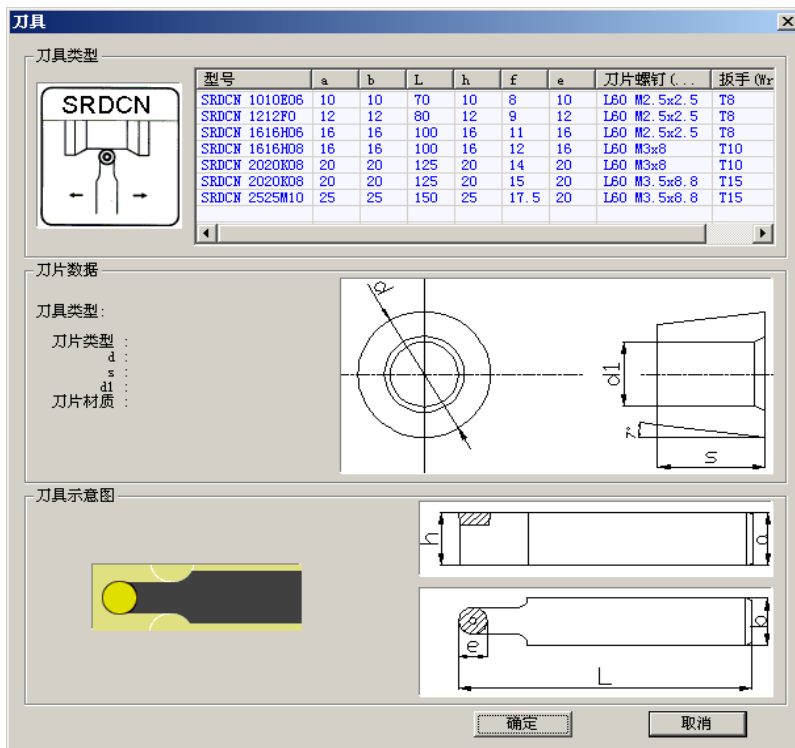 刀具
刀具类型
SRDCN
型号 a b L h f e 刀片螺钉(... 扳手(Wr
SRDCN 1010E06 10 10 70 10 8 10 L60 M2.5x2.5 T8
SRDCN 1212F0 12 12 80 12 9 12 L60 M2.5x2.5 T8
SRDCN 1616H06 16 16 100 16 11 16 L60 M2.5x2.5 T8
SRDCN 1616H08 16 16 100 16 12 16 L60 M3x8 T10
SRDCN 2020K08 20 20 125 20 14 20 L60 M3x8 T10
SRDCN 2020K08 20 20 125 20 15 20 L60 M3.5x8.8 T15
SRDCN 2525M10 25 25 150 25 17.5 20 L60 M3.5x8.8 T15
刀片数据
刀具类型:
刀片类型 :
d :
s :
d1 :
刀片材质 :
d
d1
s
刀具示意图
h
a
b
e
L
确定
取消